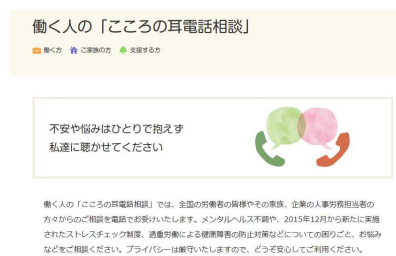 働く人の「こころの耳電話相談」
働く方 ご家族の方 支援する方
不安や悩みはひとりで抱えず
私達に聴かせてください
働く人の「こころの耳電話相談」では、全国の労働者の皆様やその家族、企業の人事労務担当者の
方々からのご相談を電話でお受けいたします。メンタルヘルス不調や、2015年12月から新たに実施
されたストレスチェック制度、過重労働による健康障害の防止対策などについての困りごと、お悩み
などをご相談ください。プライバシーは厳守いたしますので、どうぞ安心してご利用ください。